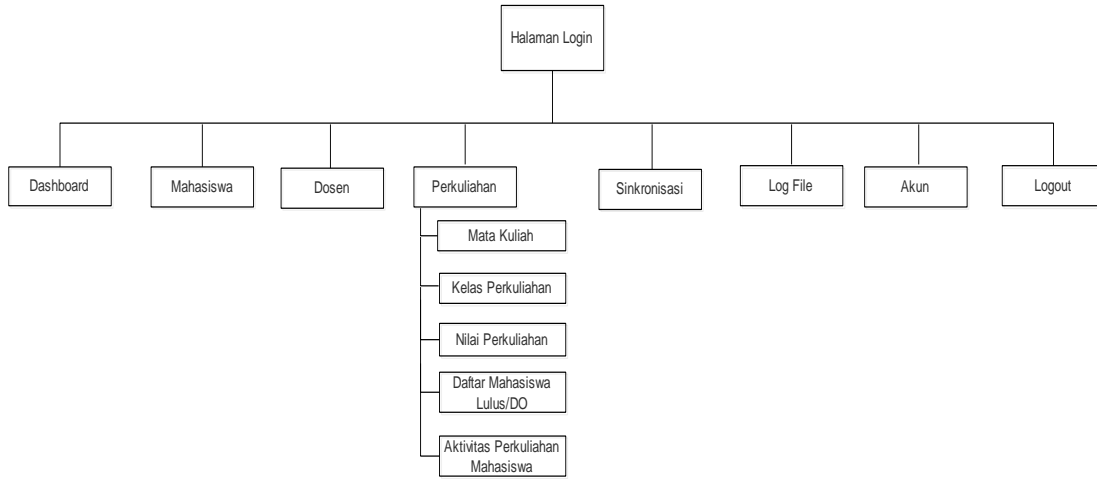 Halaman Login
Dashboard
Mahasiswa
Dosen
Perkuliahan
Sinkronisasi
Log File
Akun
Logout
Mata Kuliah
Kelas Perkuliahan
Nilai Perkuliahan
Daftar Mahasiswa
Lulus/DO
Aktivitas Perkuliahan
Mahasiswa